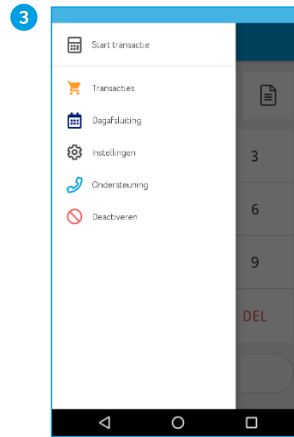 3
Start transactie
Transacties
Dagafsluiting
Instellingen
Ondersteuning
Deactiveren
3
6
9
DEL